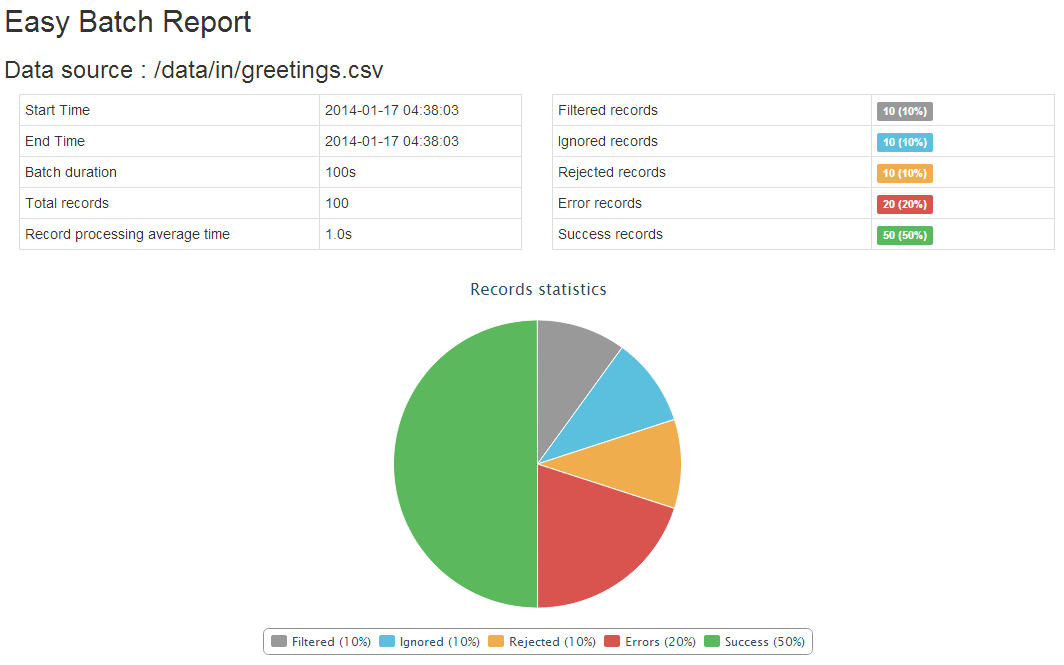 Easy Batch Report
Data source : /data/in/greetings.csv
Start Time 2014-01-17 04:38:03
End Time 2014-01-17 04:38:03
Batch duration 100s
Total records 100
Record processing average time 1.0s
Filtered records 10 (10%)
Ignored records 10 (10%)
Rejected records 10 (10%)
Error records 20 (20%)
Success records 50 (50%)
Records statistics
Filtered (10%) Ignored (10%) Rejected (10%) Errors (20%) Success (50%)